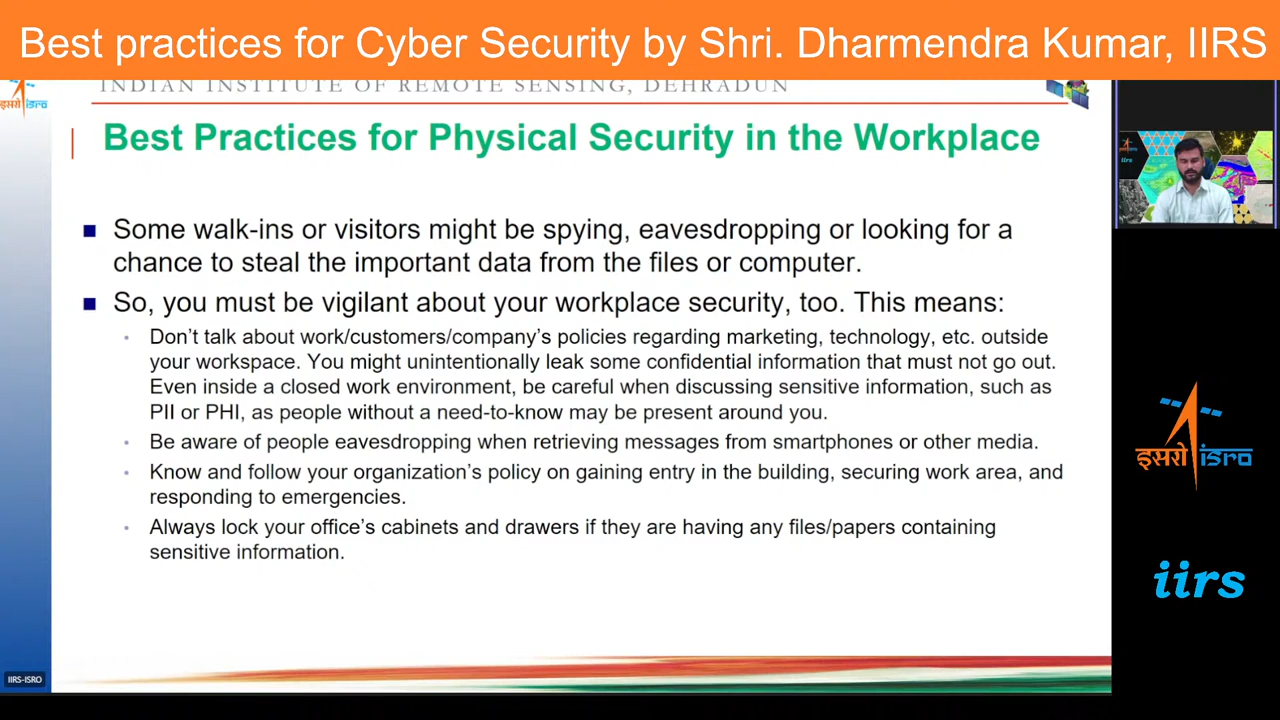 Best practices for Cyber Security by Shri. Dharmendra Kumar, IIRS
INDIAN INSTITUTE OF REMOTE SENSING, DEHRADUN
इसरो isro
Best Practices for Physical Security in the Workplace
iirs
Some walk-ins or visitors might be spying, eavesdropping or looking for a
chance to steal the important data from the files or computer.
So, you must be vigilant about your workplace security, too. This means:
Don't talk about work/customers/company's policies regarding marketing, technology, etc. outside
your workspace. You might unintentionally leak some confidential information that must not go out.
Even inside a closed work environment, be careful when discussing sensitive information, such as
PII or PHI, as people without a need-to-know may be present around you.
Be aware of people eavesdropping when retrieving messages from smartphones or other media.
Know and follow your organization's policy on gaining entry in the building, securing work area, and
responding to emergencies.
Always lock your office's cabinets and drawers if they are having any files/papers containing
sensitive information.
इसरो isro
iirs
IIRS-ISRO